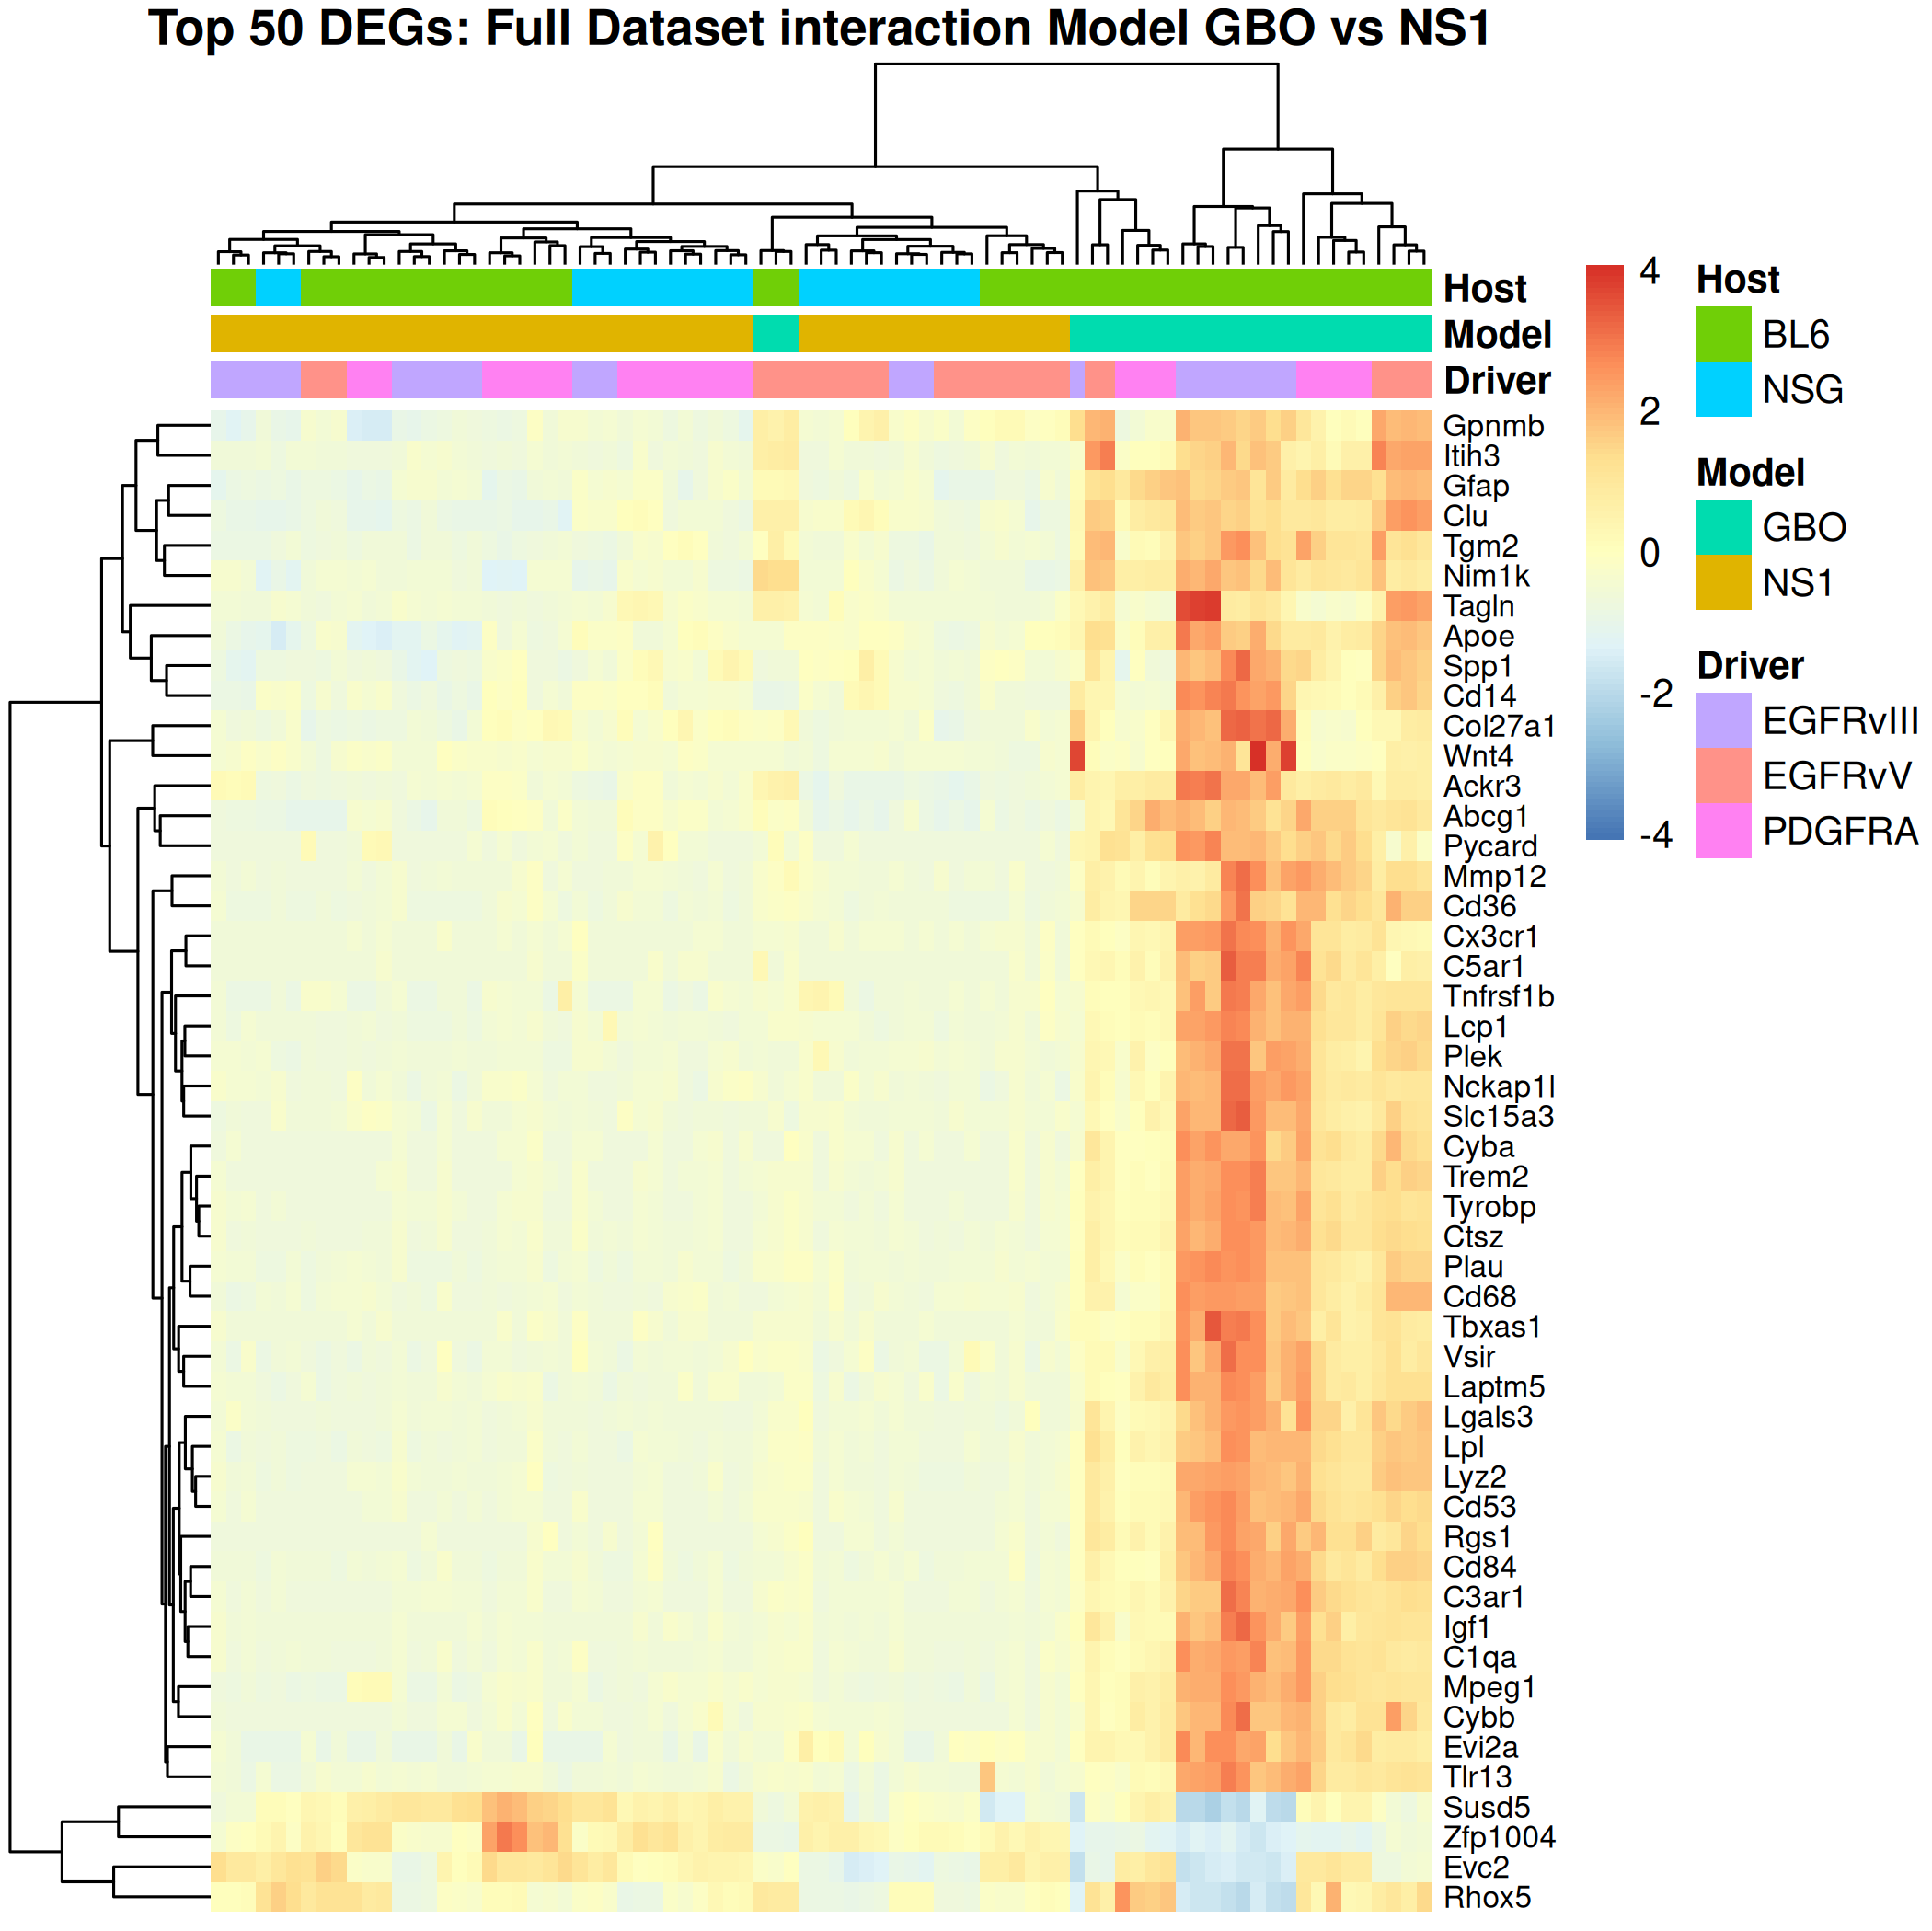 Top 50 DEGs: Full Dataset interaction Model GBO vs NS1
Host
Model
Driver
Gpnmb
Itih3
Gfap
Clu
Tgm2
Nim1k
Tagln
Apoe
Spp1
Cd14
Col27a1
Wnt4
Ackr3
Abcg1
Pycard
Mmp12
Cd36
Cx3cr1
C5ar1
Tnfrsf1b
Lcp1
Plek
Nckap1l
Slc15a3
Cyba
Trem2
Tyrobp
Ctsz
Plau
Cd68
Tbxas1
Vsir
Laptm5
Lgals3
Lpl
Lyz2
Cd53
Rgs1
Cd84
C3ar1
Igf1
C1qa
Mpeg1
Cybb
Evi2a
Tlr13
Susd5
Zfp1004
Evc2
Rhox5
4
2
0
-2
-4
Host
BL6
NSG
Model
GBO
NS1
Driver
EGFRvIII
EGFRvV
PDGFRA